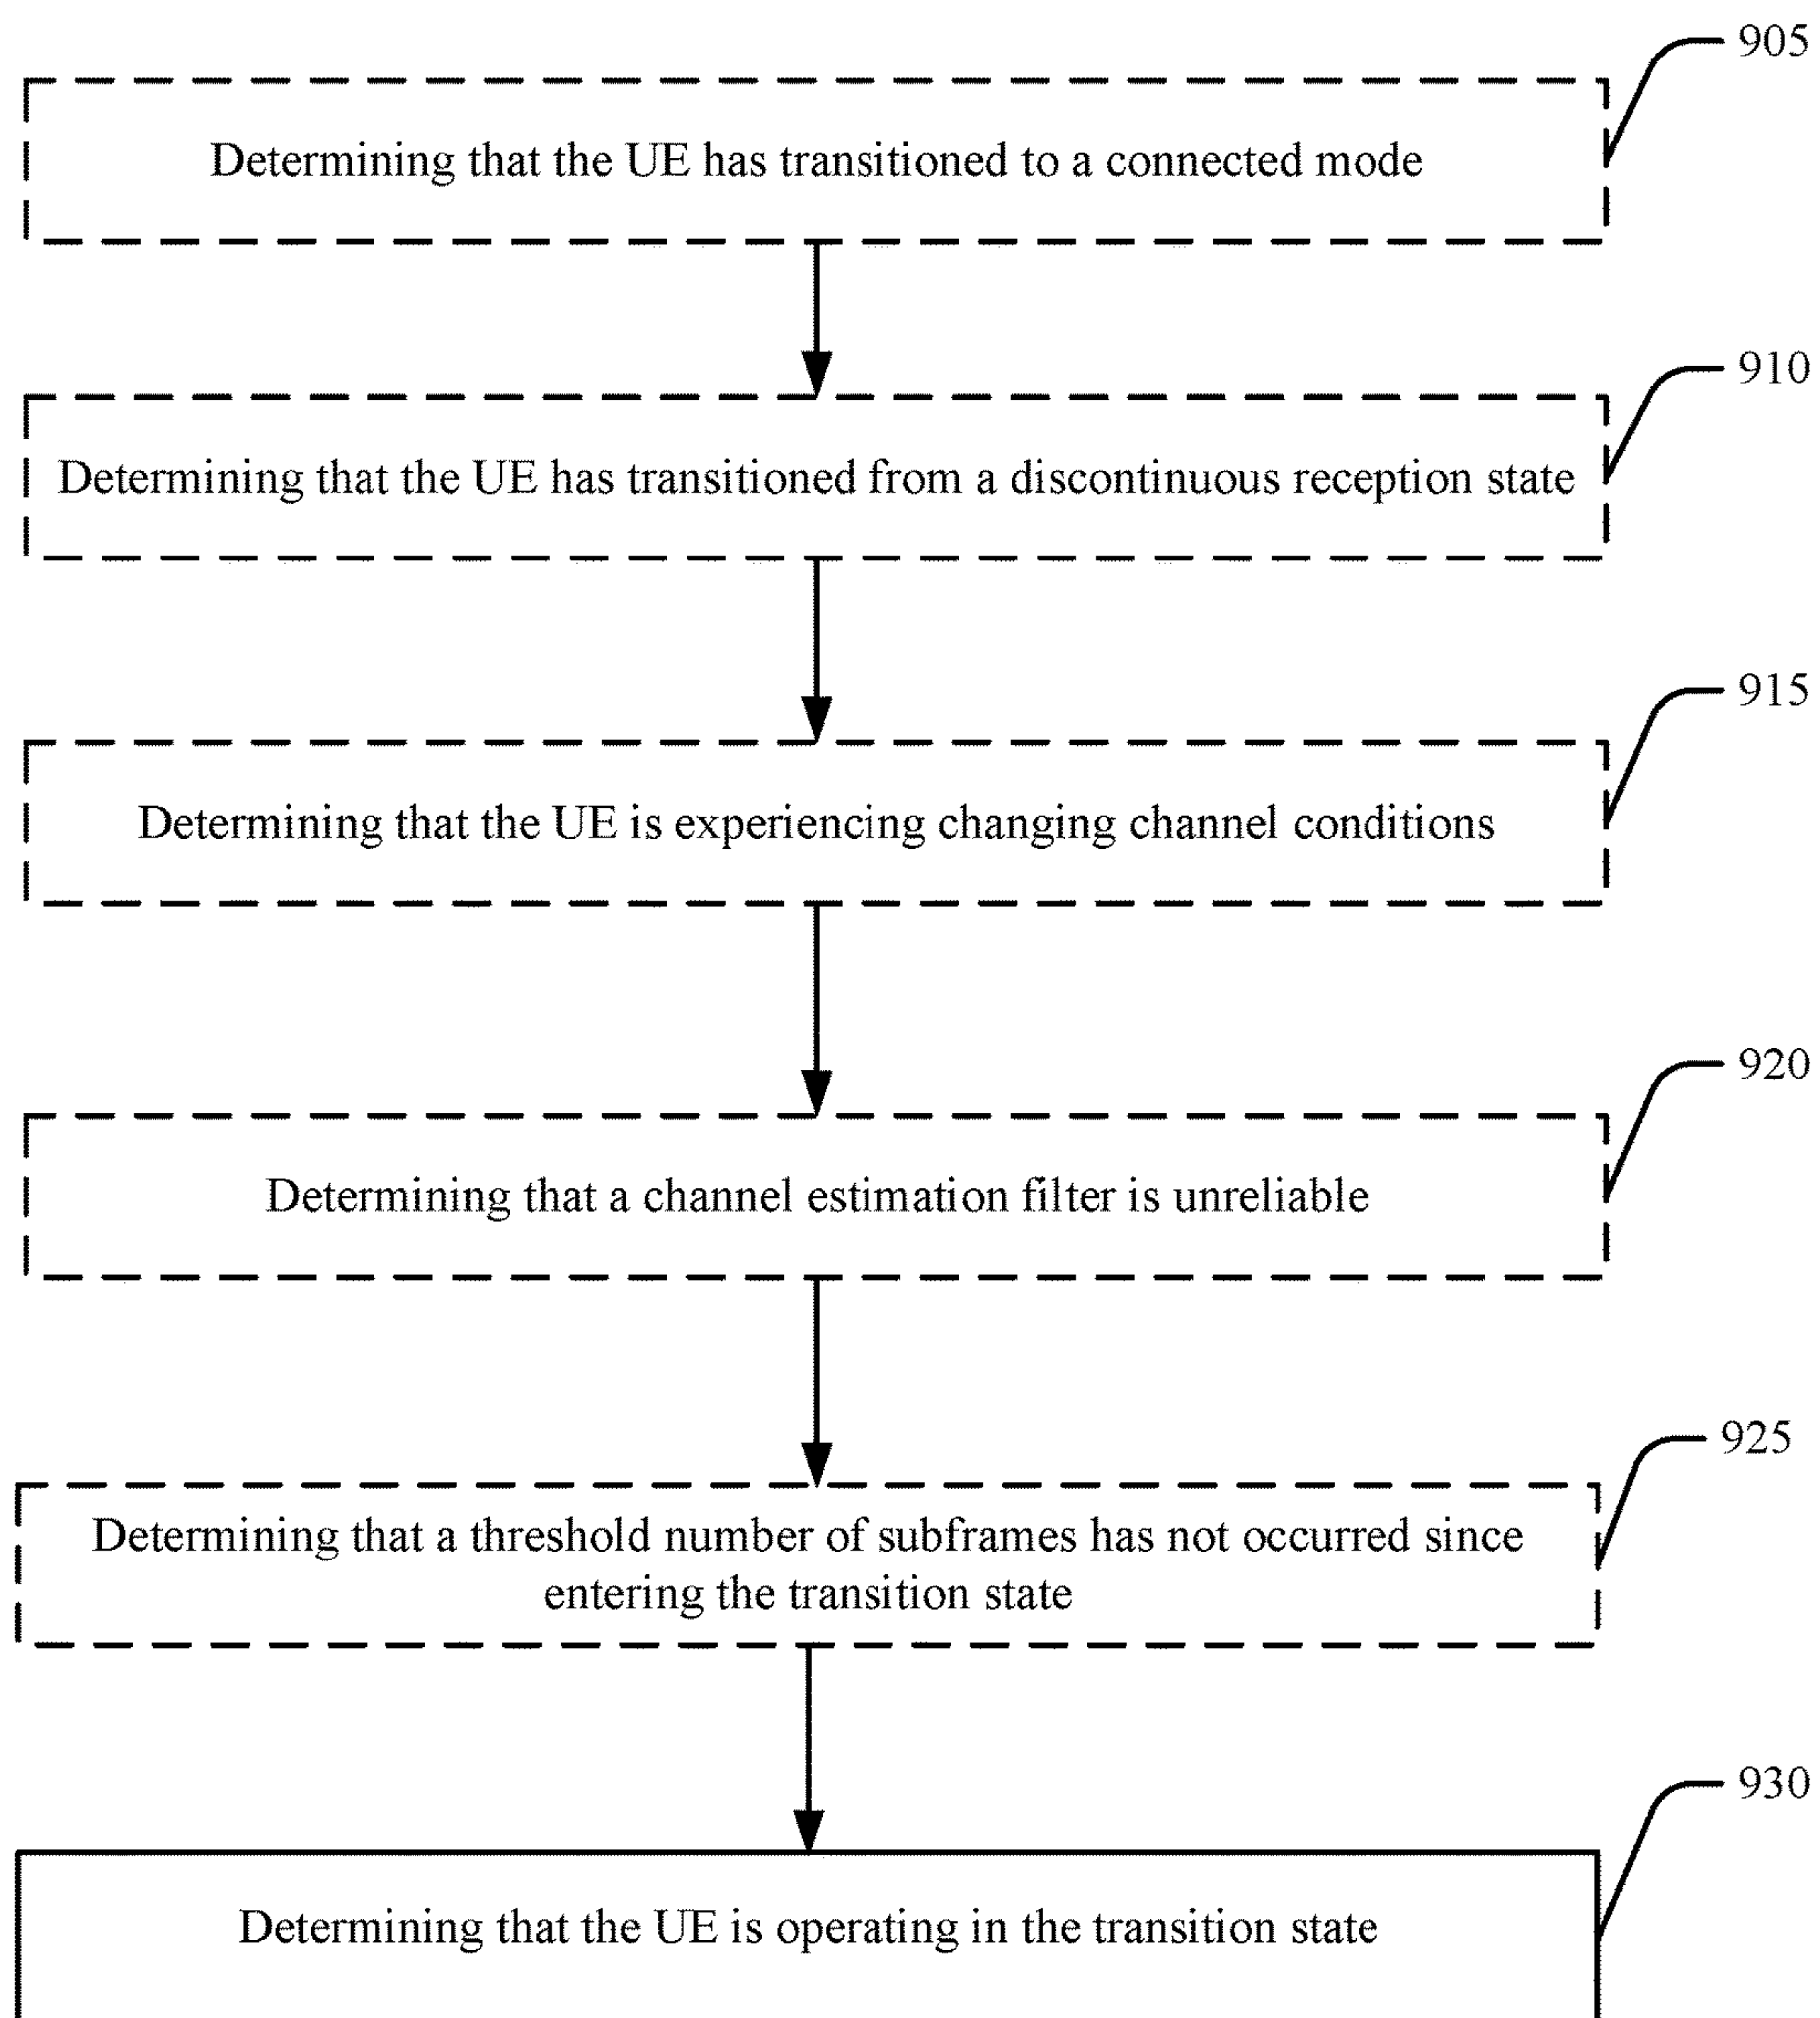 905
Determining that the UE has transitioned to a connected mode
910
Determining that the UE has transitioned from a discontinuous reception state
915
Determining that the UE is experiencing changing channel conditions
920
Determining that a channel estimation filter is unreliable
925
Determining that a threshold number of subframes has not occurred since
entering the transition state
930
Determining that the UE is operating in the transition state